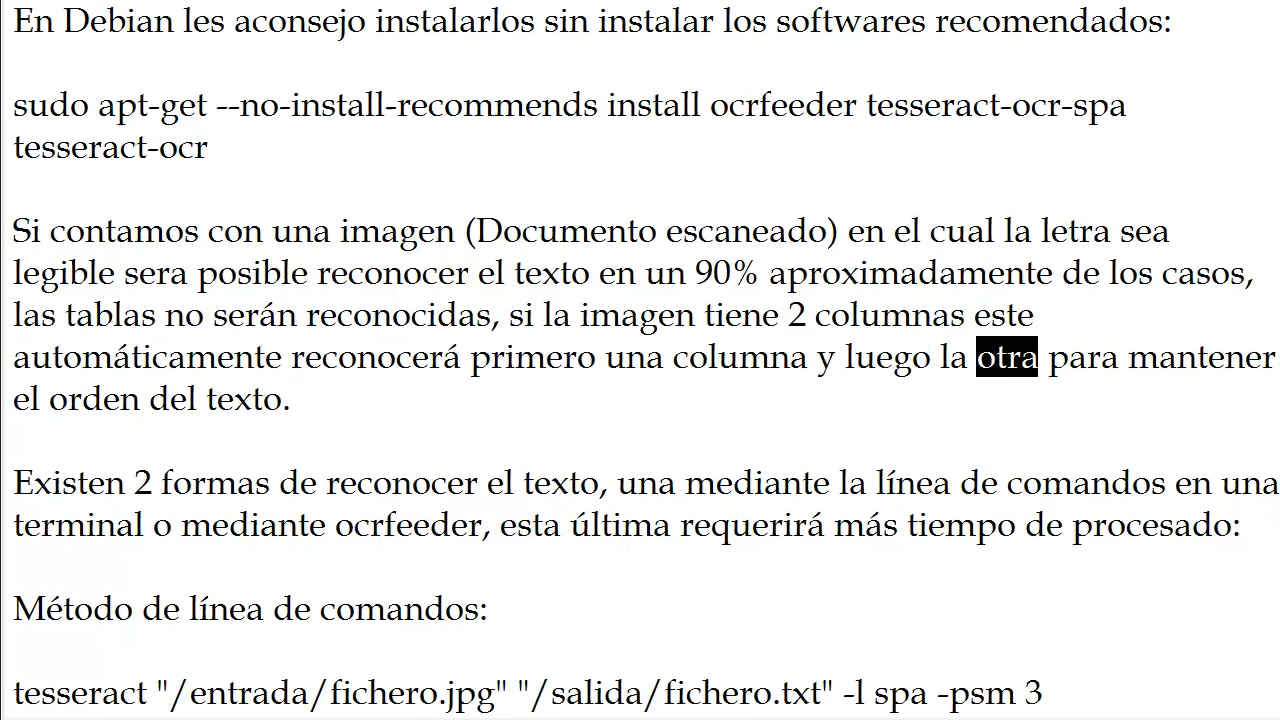 En Debian les aconsejo instalarlos sin instalar los softwares recomendados:
sudo apt-get --no-install-recommends install ocrfeeder tesseract-ocr-spa
tesseract-ocr
Si contamos con una imagen (Documento escaneado) en el cual la letra sea
legible sera posible reconocer el texto en un 90% aproximadamente de los casos,
las tablas no serán reconocidas, si la imagen tiene 2 columnas este
automáticamente reconocerá primero una columna y luego la otra para mantener
el orden del texto.
Existen 2 formas de reconocer el texto, una mediante la línea de comandos en una
terminal o mediante ocrfeeder, esta última requerirá más tiempo de procesado:
Método de línea de comandos:
tesseract "/entrada/fichero.jpg" "/salida/fichero.txt" -l spa -psm 3